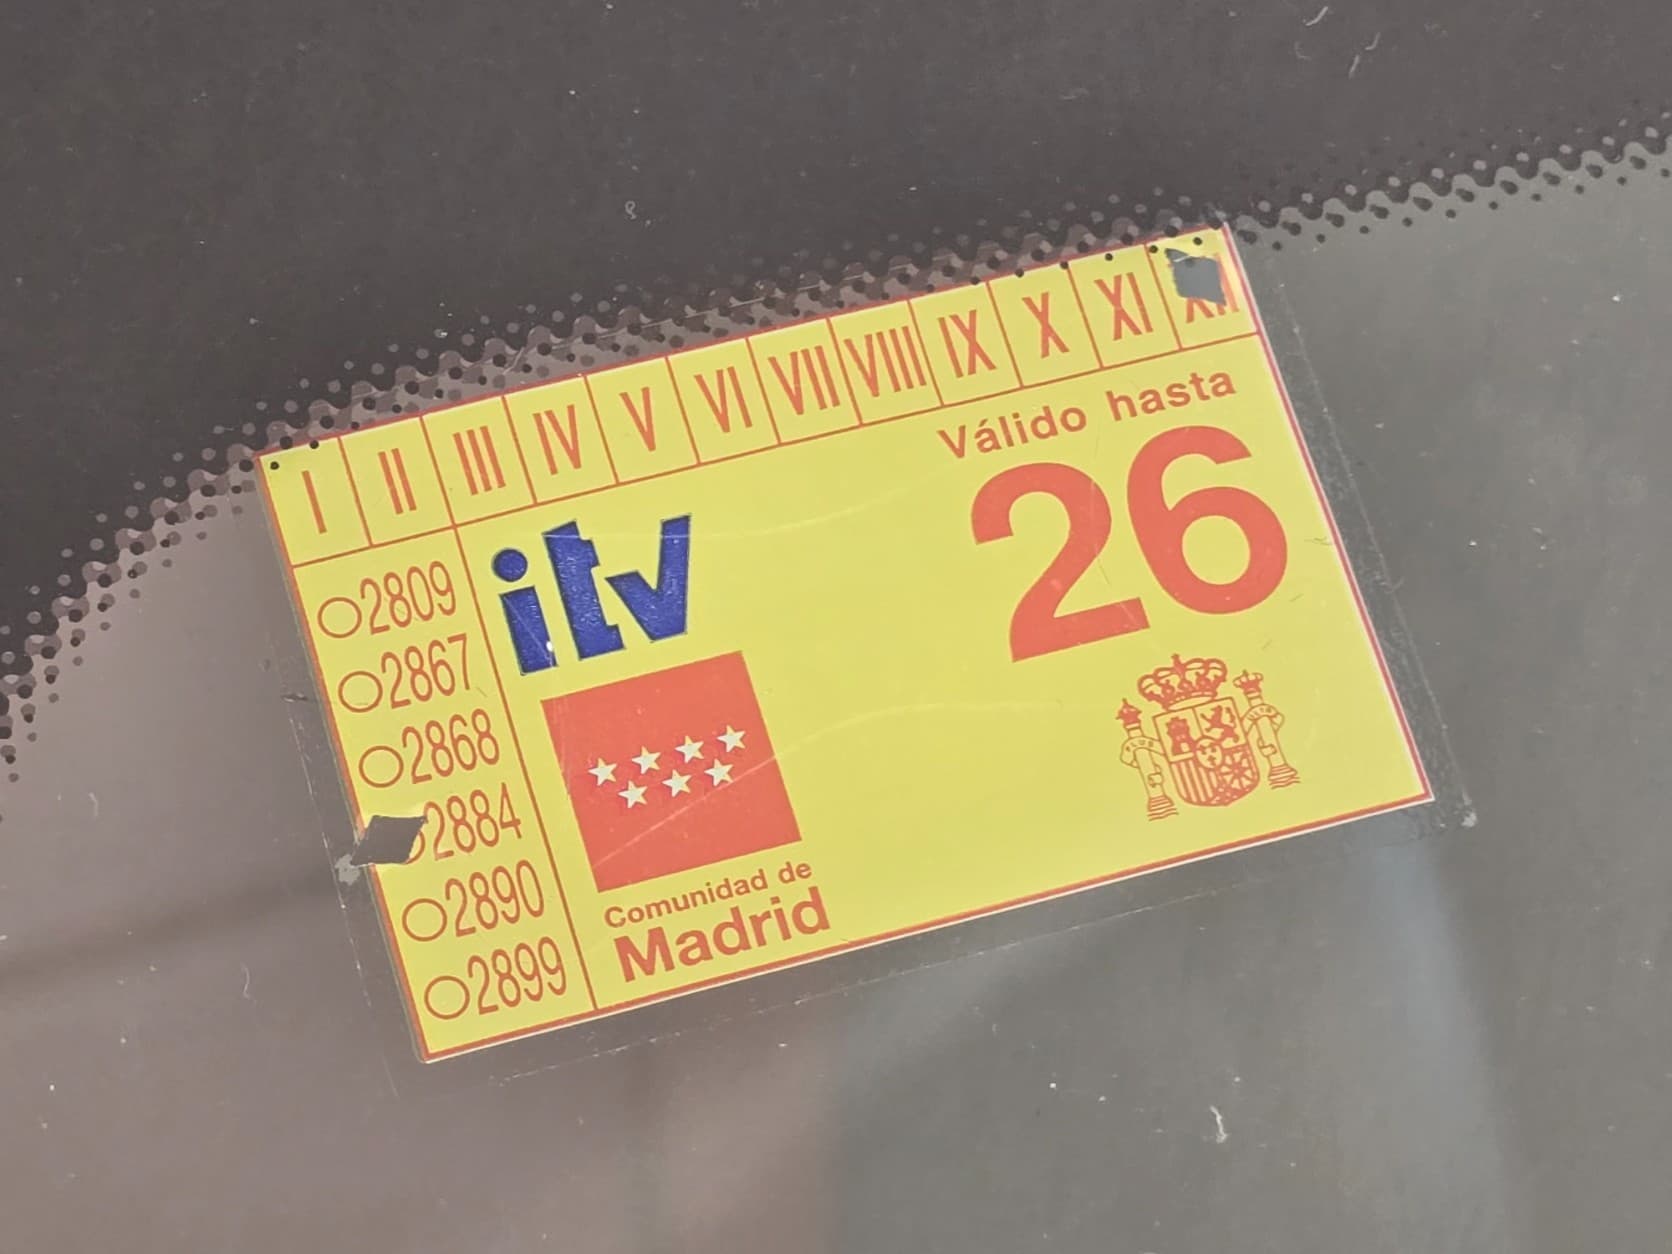 I II III IV V VI VII VIII IX X XI XII
Válido hasta
26
itv
2809
2867
2868
2884
2890
2899
Comunidad de
Madrid